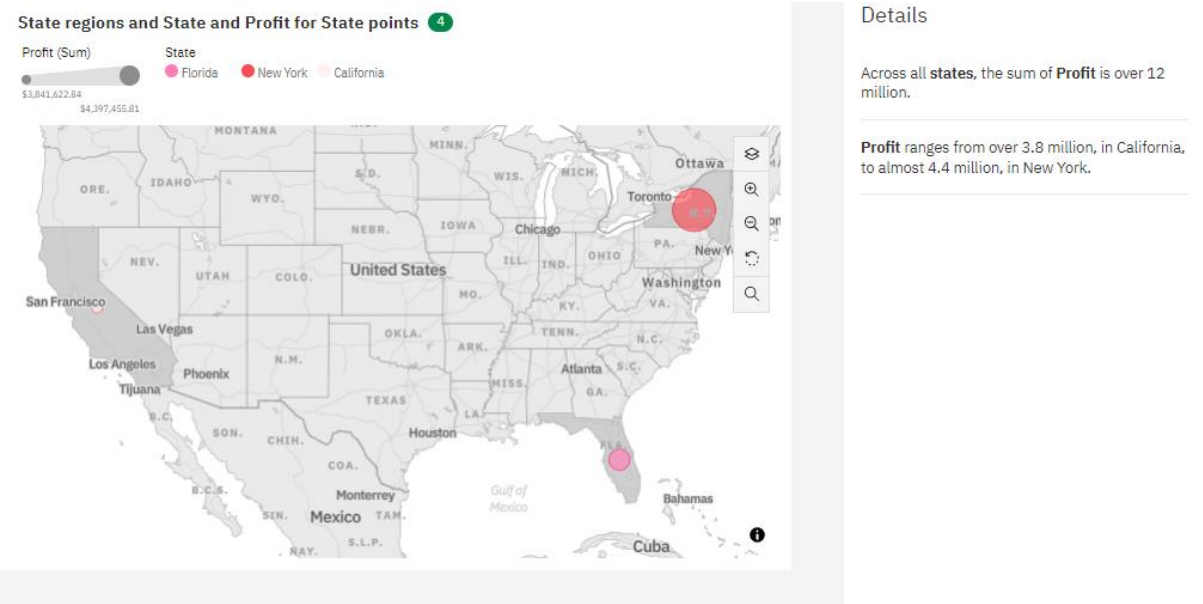 State regions and State and Profit for State points 4
Profit (Sum)
$3,841,622.84
$4,397,455.81
State
Florida New York California
MONTANA
MINN.
Ottawa
ORE.
IDAHO
S.D.
WIS.
MICH.
WYO.
Toronto
N.Y.
NEBR.
IOWA
Chicago
NEV.
UTAH
COLO.
United States
ILL.
IND.
OHIO
PA.
New Y
San Francisco
MO.
Washington
KY.
VA.
Las Vegas
OKLA.
TENN.
N.C.
Los Angeles
Phoenix
N.M.
ARK.
Atlanta
S.C.
Tijuana
MISS.
GA.
TEXAS
B.C.
LA.
SON.
CHIH.
Houston
FLA.
COA.
B.C.S.
Monterrey
Gulf of
Mexico
Bahamas
SIN.
Mexico
TAM.
NAY.
S.L.P.
Cuba
Details
Across all states, the sum of Profit is over 12
million.
Profit ranges from over 3.8 million, in California,
to almost 4.4 million, in New York.